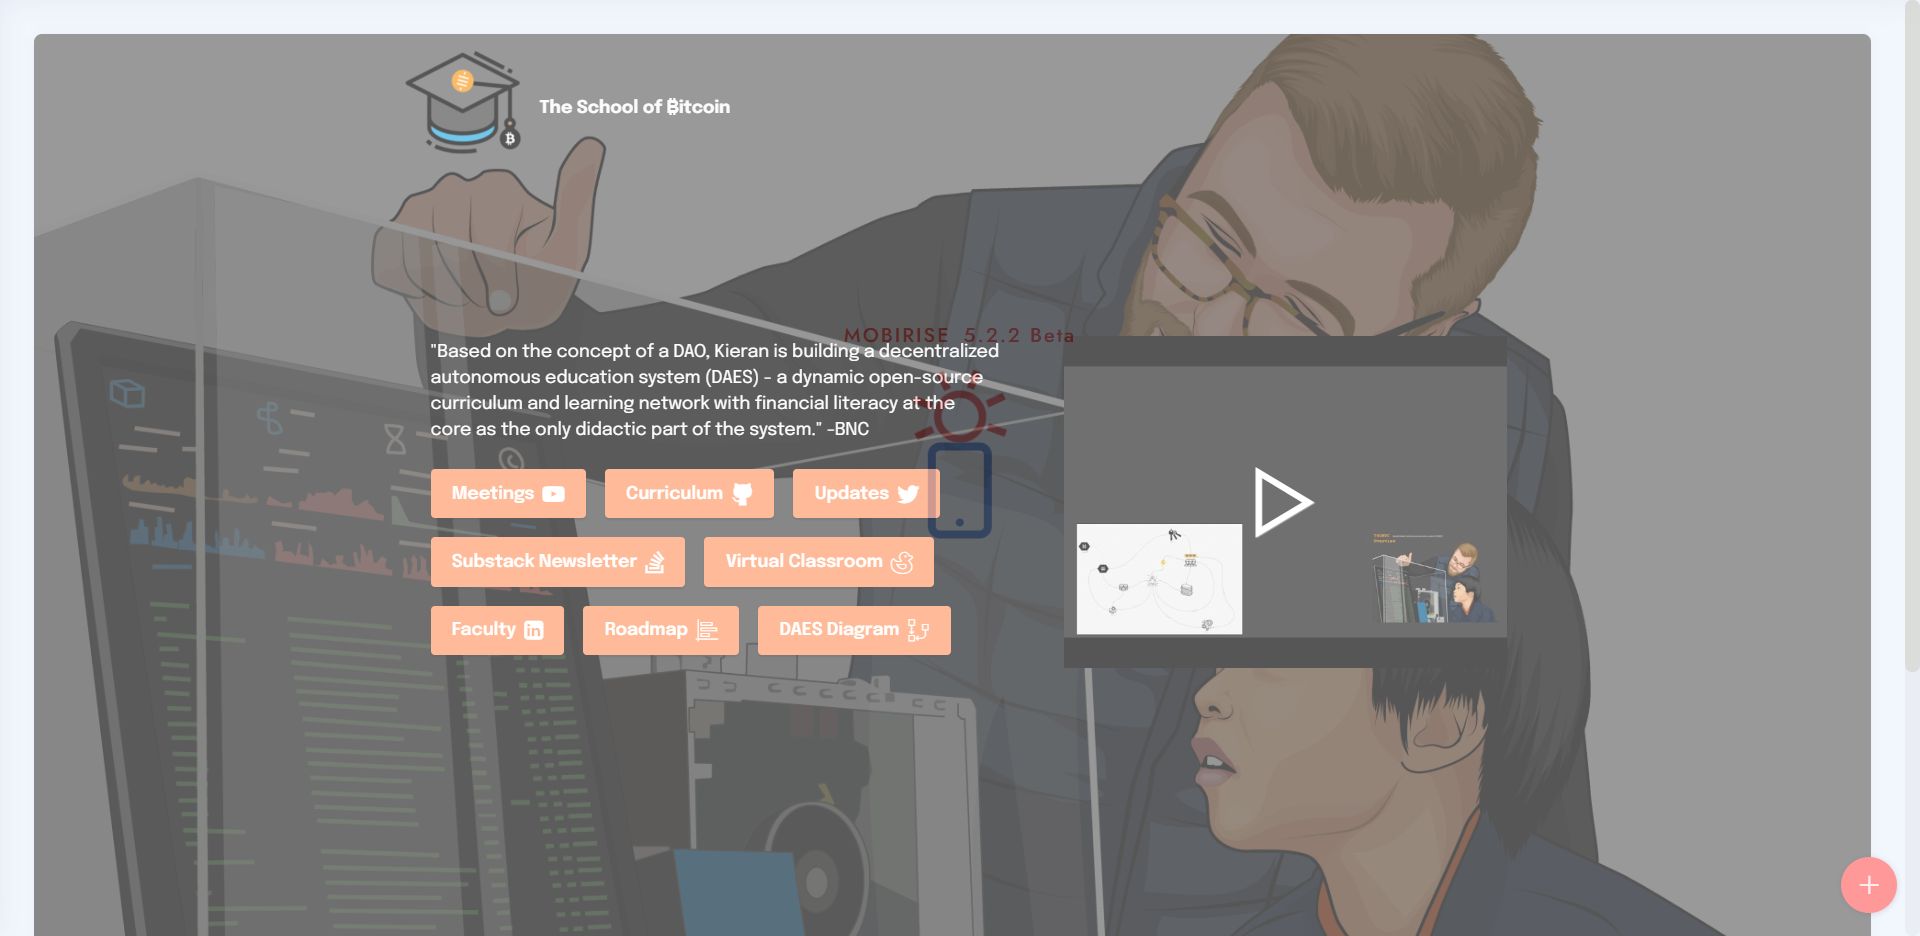 The School of ₿itcoin
MOBIRISE 5.2.2 Beta
"Based on the concept of a DAO, Kieran is building a decentralized
autonomous education system (DAES) - a dynamic open-source
curriculum and learning network with financial literacy at the
core as the only didactic part of the system." -BNC
Meetings
Curriculum
Updates
Substack Newsletter
Virtual Classroom
Faculty
Roadmap
DAES Diagram